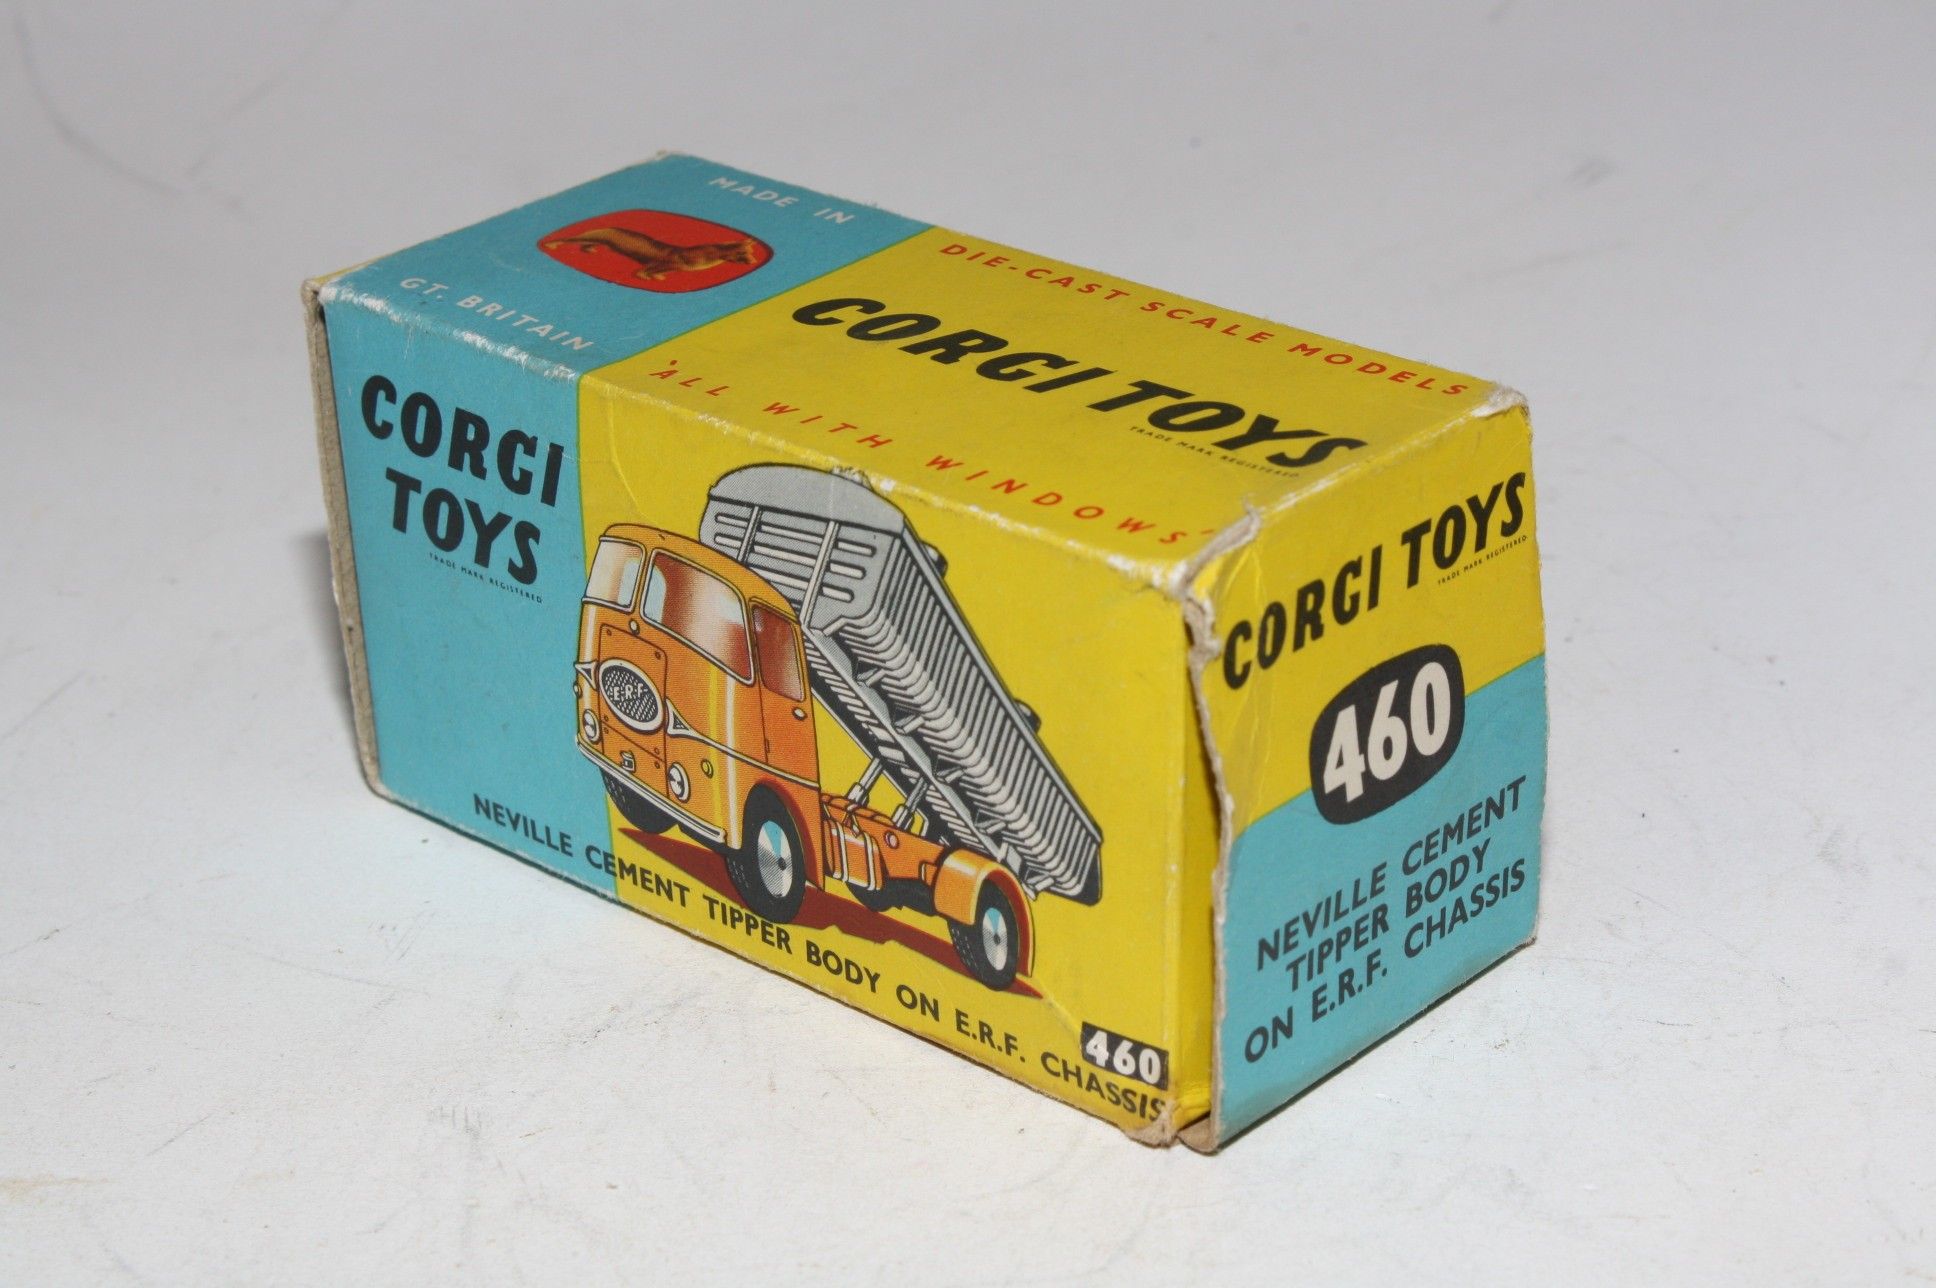 MADE IN
GT. BRITAIN
DIE-CAST SCALE MODELS
CORGI TOYS
TRADE MARK REGISTERED
'ALL WITH WINDOWS'
CORGI
TOYS
TRADE MARK REGISTERED
E.R.F
NEVILLE CEMENT TIPPER BODY ON E.R.F. CHASSIS
460
CORGI TOYS
TRADE MARK REGISTERED
460
NEVILLE CEMENT
TIPPER BODY
ON E.R.F. CHASSIS